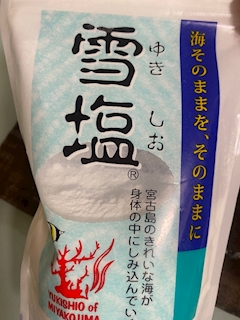 海そのままを、そのままに
雪塩®
ゆき しお
宮古島のきれいな海が
身体の中にしみ込んでい
YUKISHIO of
MIYAKOJIMA